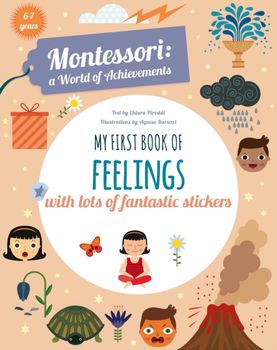 6-7
years
Montessori:
a World of Achievements
Text by Chiara Piroddi
Illustrations by Agnese Baruzzi
MY FIRST BOOK OF
FEELINGS
with lots of fantastic stickers